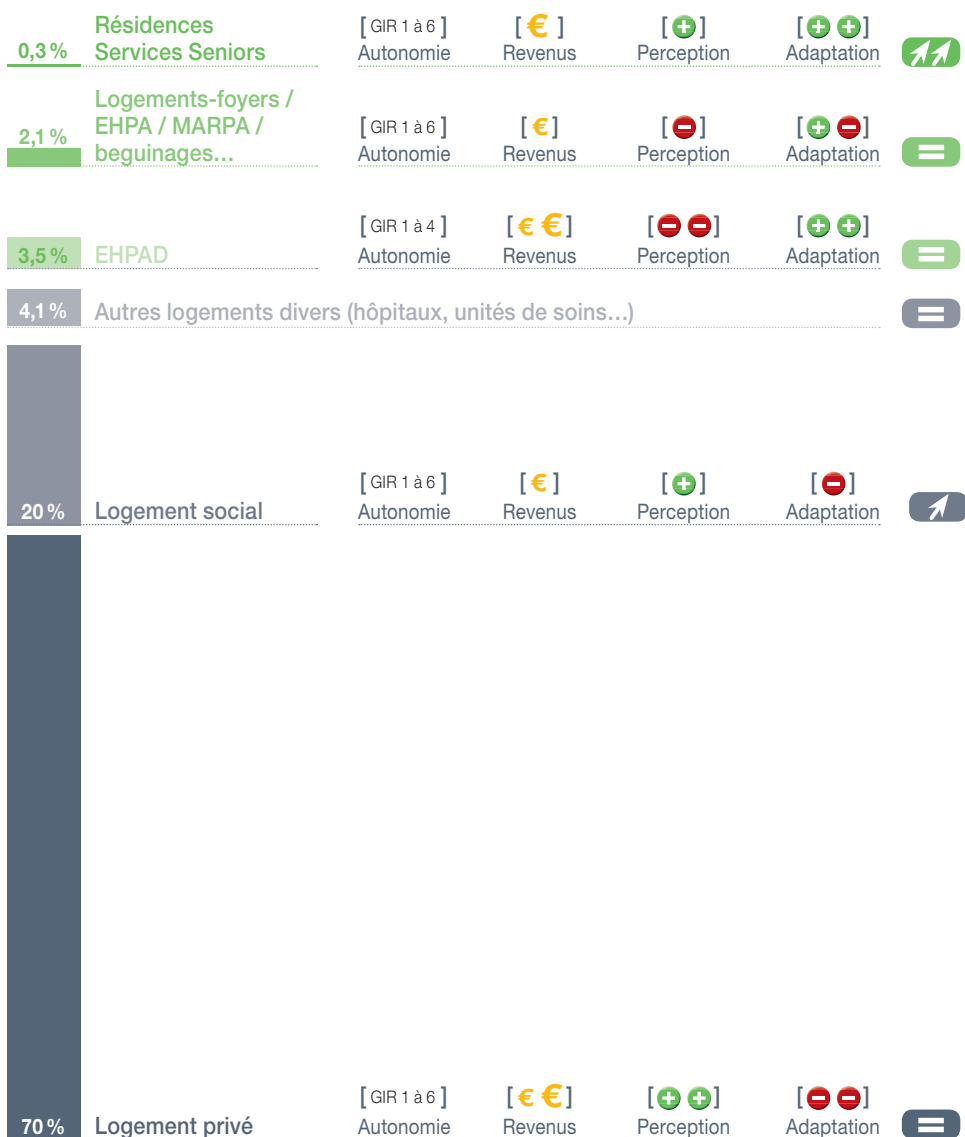 0,3 %
Résidences
Services Seniors
[ GIR 1 à 6 ] [ € ] [ + ] [ + + ]
Autonomie Revenus Perception Adaptation
2,1 %
Logements-foyers /
EHPA / MARPA /
beguinages...
[ GIR 1 à 6 ] [ € ] [ – ] [ + – ]
Autonomie Revenus Perception Adaptation
=
3,5 % EHPAD
[ GIR 1 à 4 ] [ € € ] [ – – ] [ + + ]
Autonomie Revenus Perception Adaptation
=
4,1 % Autres logements divers (hôpitaux, unités de soins...)
=
20 % Logement social
[ GIR 1 à 6 ] [ € ] [ + ] [ – ]
Autonomie Revenus Perception Adaptation
70 % Logement privé
[ GIR 1 à 6 ] [ € € ] [ + + ] [ – – ]
Autonomie Revenus Perception Adaptation
=